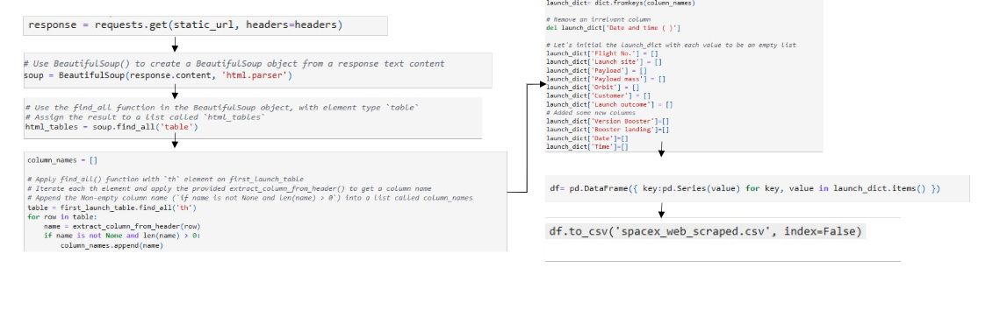 response = requests.get(static_url, headers=headers)
# Use BeautifulSoup() to create a BeautifulSoup object from a response text content
soup = BeautifulSoup(response.content, 'html.parser')
# Use the find_all function in the BeautifulSoup object, with element type `table`
# Assign the result to a list called `html_tables`
html_tables = soup.find_all('table')
column_names = []
# Apply find_all() function with `th` element on first_launch_table
# Iterate each th element and apply the provided extract_column_from_header() to get a column name
# Append the Non-empty column name (`if name is not None and len(name) > 0`) into a list called column_names
table = first_launch_table.find_all('th')
for row in table:
    name = extract_column_from_header(row)
    if name is not None and len(name) > 0:
        column_names.append(name)
launch_dict= dict.fromkeys(column_names)
# Remove an irrelvant column
del launch_dict['Date and time ( )']
# Let's initial the launch_dict with each value to be an empty list
launch_dict['Flight No.'] = []
launch_dict['Launch site'] = []
launch_dict['Payload'] = []
launch_dict['Payload mass'] = []
launch_dict['Orbit'] = []
launch_dict['Customer'] = []
launch_dict['Launch outcome'] = []
# Added some new columns
launch_dict['Version Booster']=[]
launch_dict['Booster landing']=[]
launch_dict['Date']=[]
launch_dict['Time']=[]
df= pd.DataFrame({ key:pd.Series(value) for key, value in launch_dict.items() })
df.to_csv('spacex_web_scraped.csv', index=False)